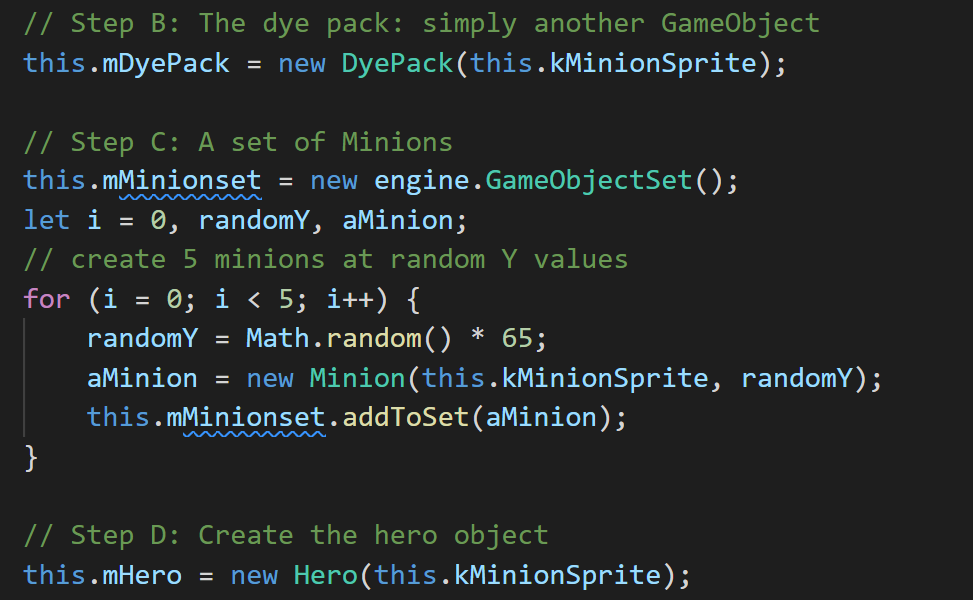 // Step B: The dye pack: simply another GameObject
this.mDyePack = new DyePack(this.kMinionSprite);

// Step C: A set of Minions
this.mMinionset = new engine.GameObjectSet();
let i = 0, randomY, aMinion;
// create 5 minions at random Y values
for (i = 0; i < 5; i++) {
    randomY = Math.random() * 65;
    aMinion = new Minion(this.kMinionSprite, randomY);
    this.mMinionset.addToSet(aMinion);
}

// Step D: Create the hero object
this.mHero = new Hero(this.kMinionSprite);